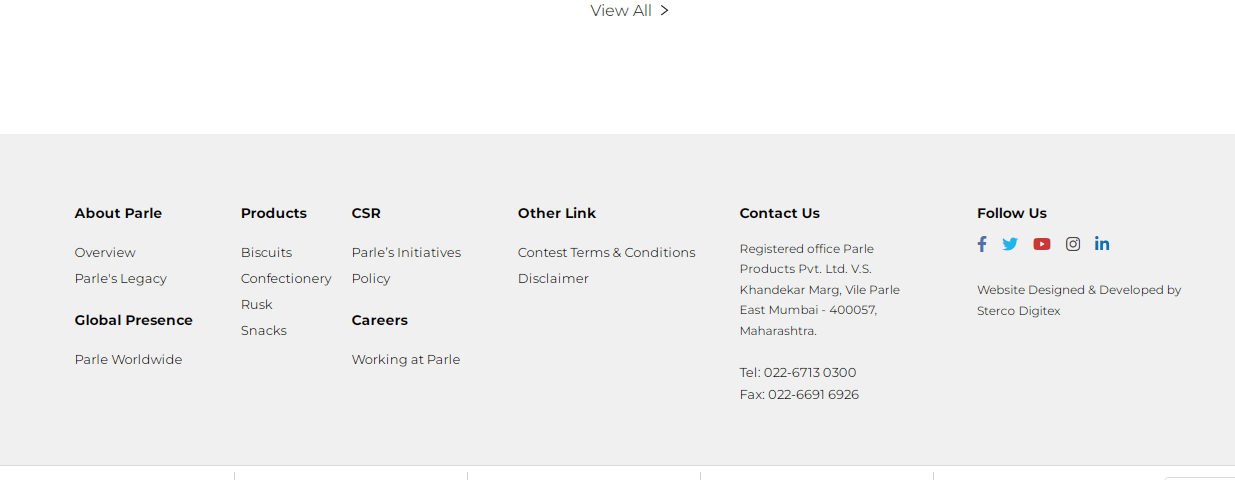 View All >
About Parle
Overview
Parle's Legacy
Global Presence
Parle Worldwide
Products
Biscuits
Confectionery
Rusk
Snacks
CSR
Parle’s Initiatives
Policy
Careers
Working at Parle
Other Link
Contest Terms & Conditions
Disclaimer
Contact Us
Registered office Parle
Products Pvt. Ltd. V.S.
Khandekar Marg, Vile Parle
East Mumbai - 400057,
Maharashtra.
Tel: 022-6713 0300
Fax: 022-6691 6926
Follow Us
Website Designed & Developed by
Sterco Digitex